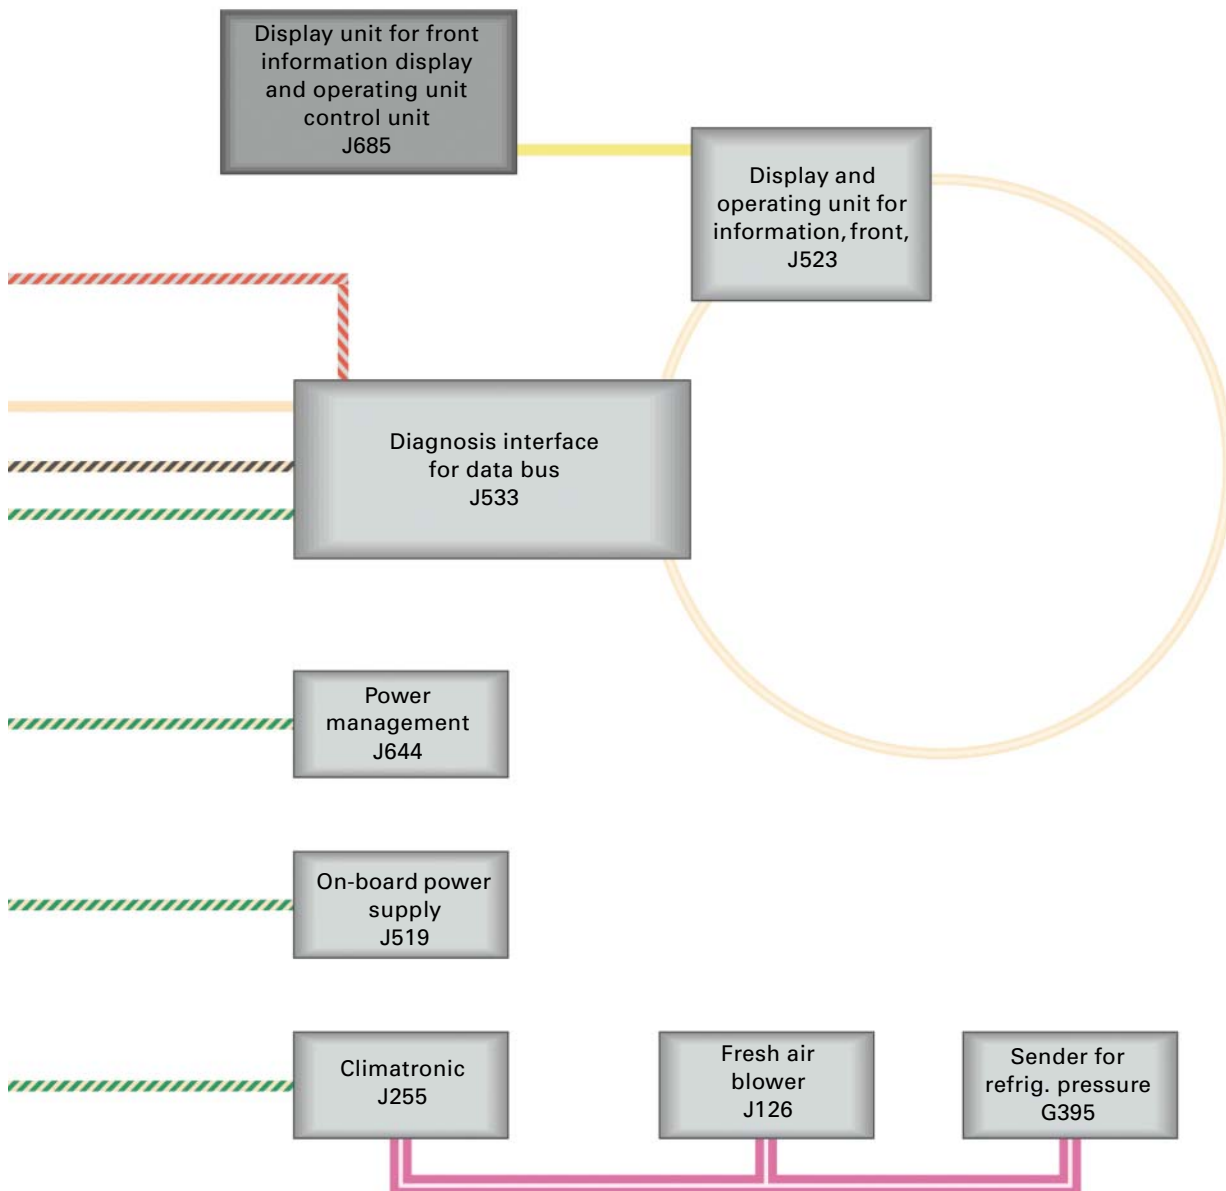 Display unit for front
information display
and operating unit
control unit
J685
Display and
operating unit for
information, front,
J523
Diagnosis interface
for data bus
J533
Power
management
J644
On-board power
supply
J519
Climatronic
J255
Fresh air
blower
J126
Sender for
refrig. pressure
G395